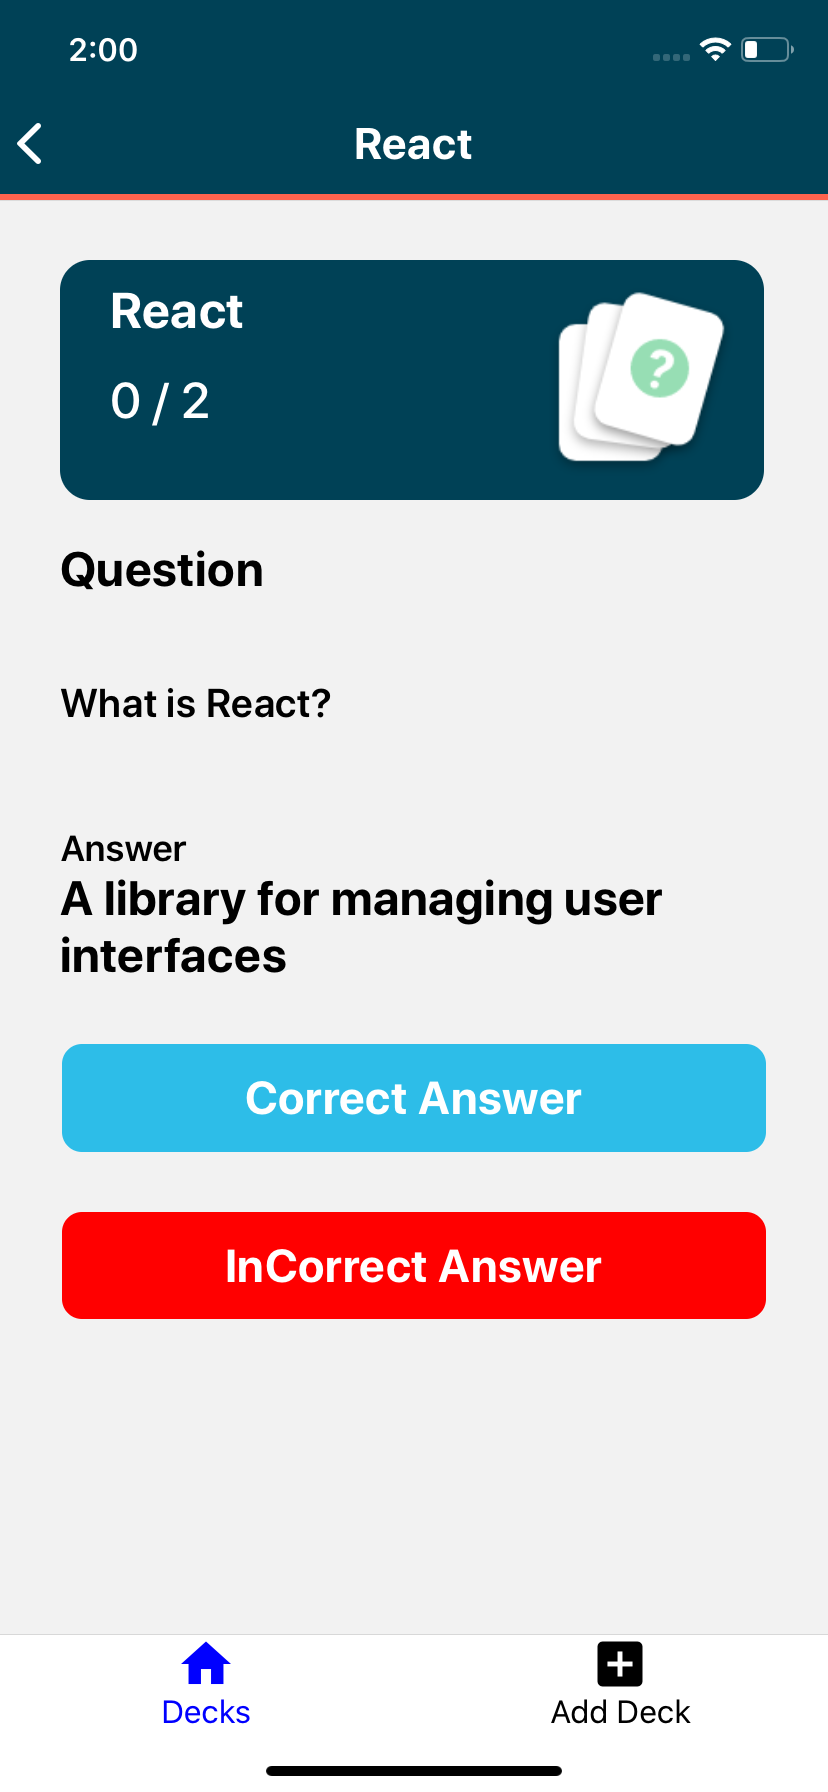 2:00
React
React
0 / 2
?
Question
What is React?
Answer
A library for managing user
interfaces
Correct Answer
InCorrect Answer
Decks
Add Deck